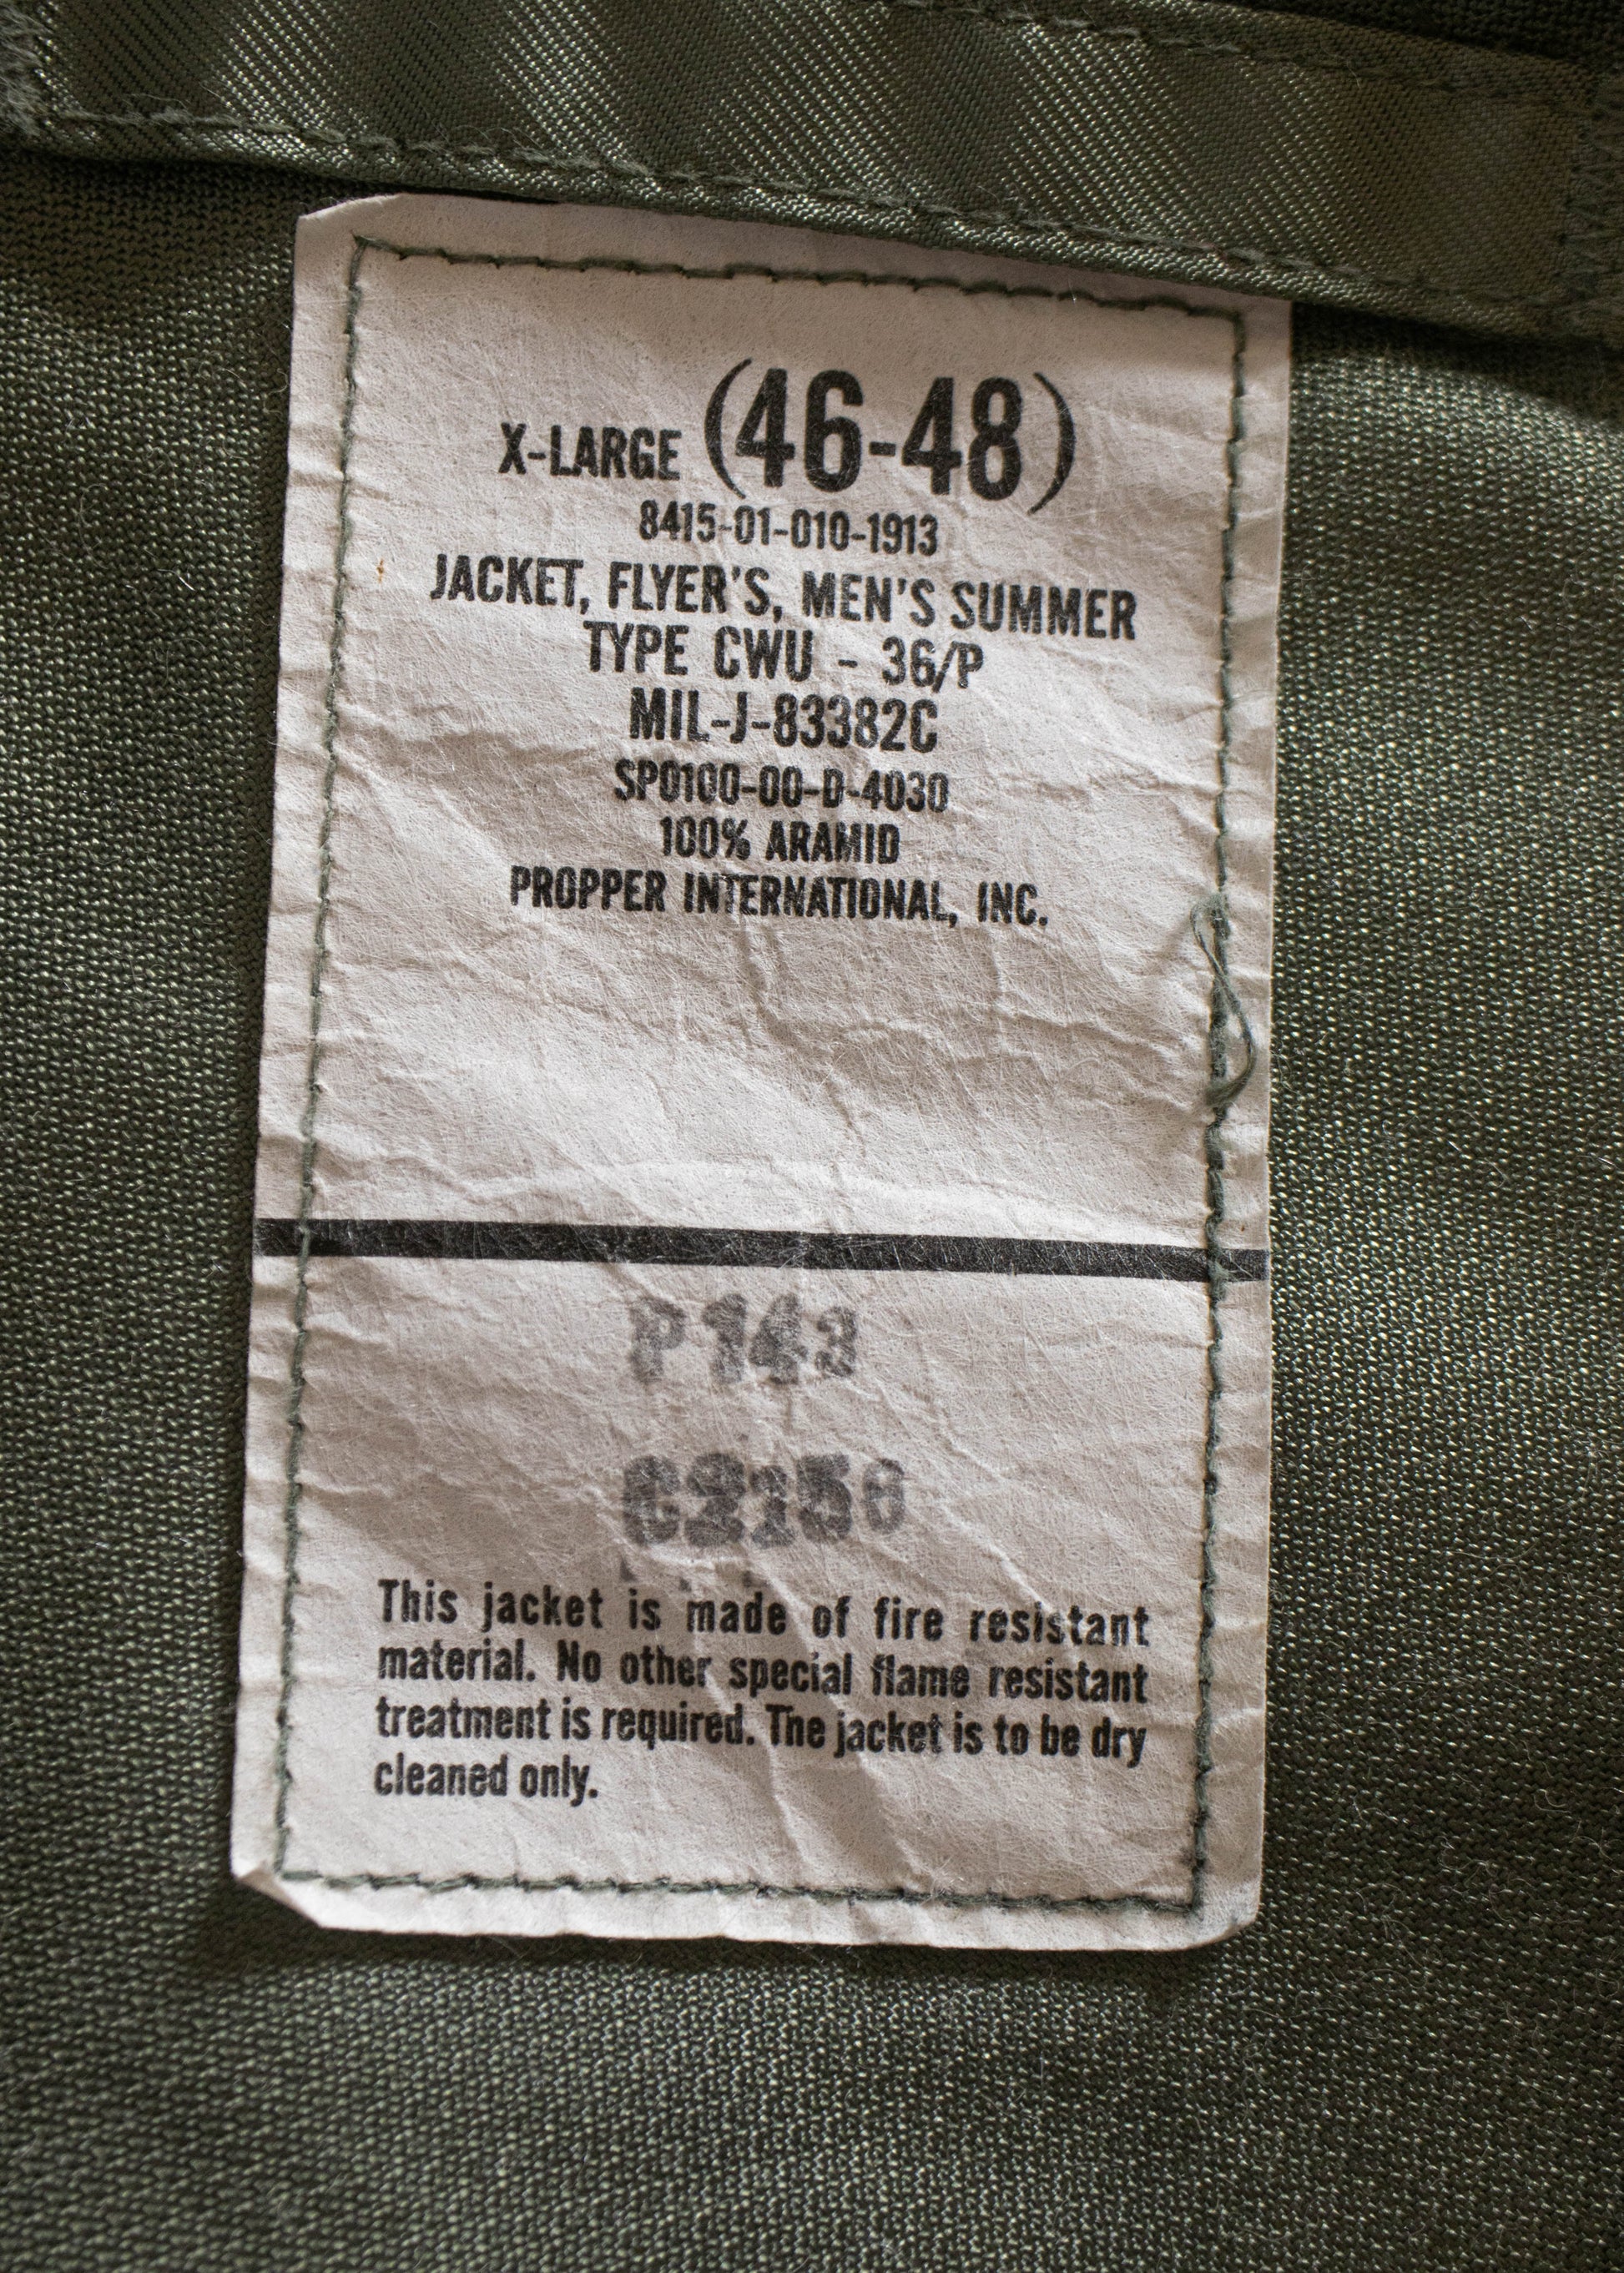 X-LARGE (46-48)
8415-01-010-1913
JACKET, FLYER'S, MEN'S SUMMER
TYPE CWU - 36/P
MIL-J-83382C
SP0100-00-D-4030
100% ARAMID
PROPPER INTERNATIONAL, INC.
P143
C2156
This jacket is made of fire resistant
material. No other special flame resistant
treatment is required. The jacket is to be dry
cleaned only.